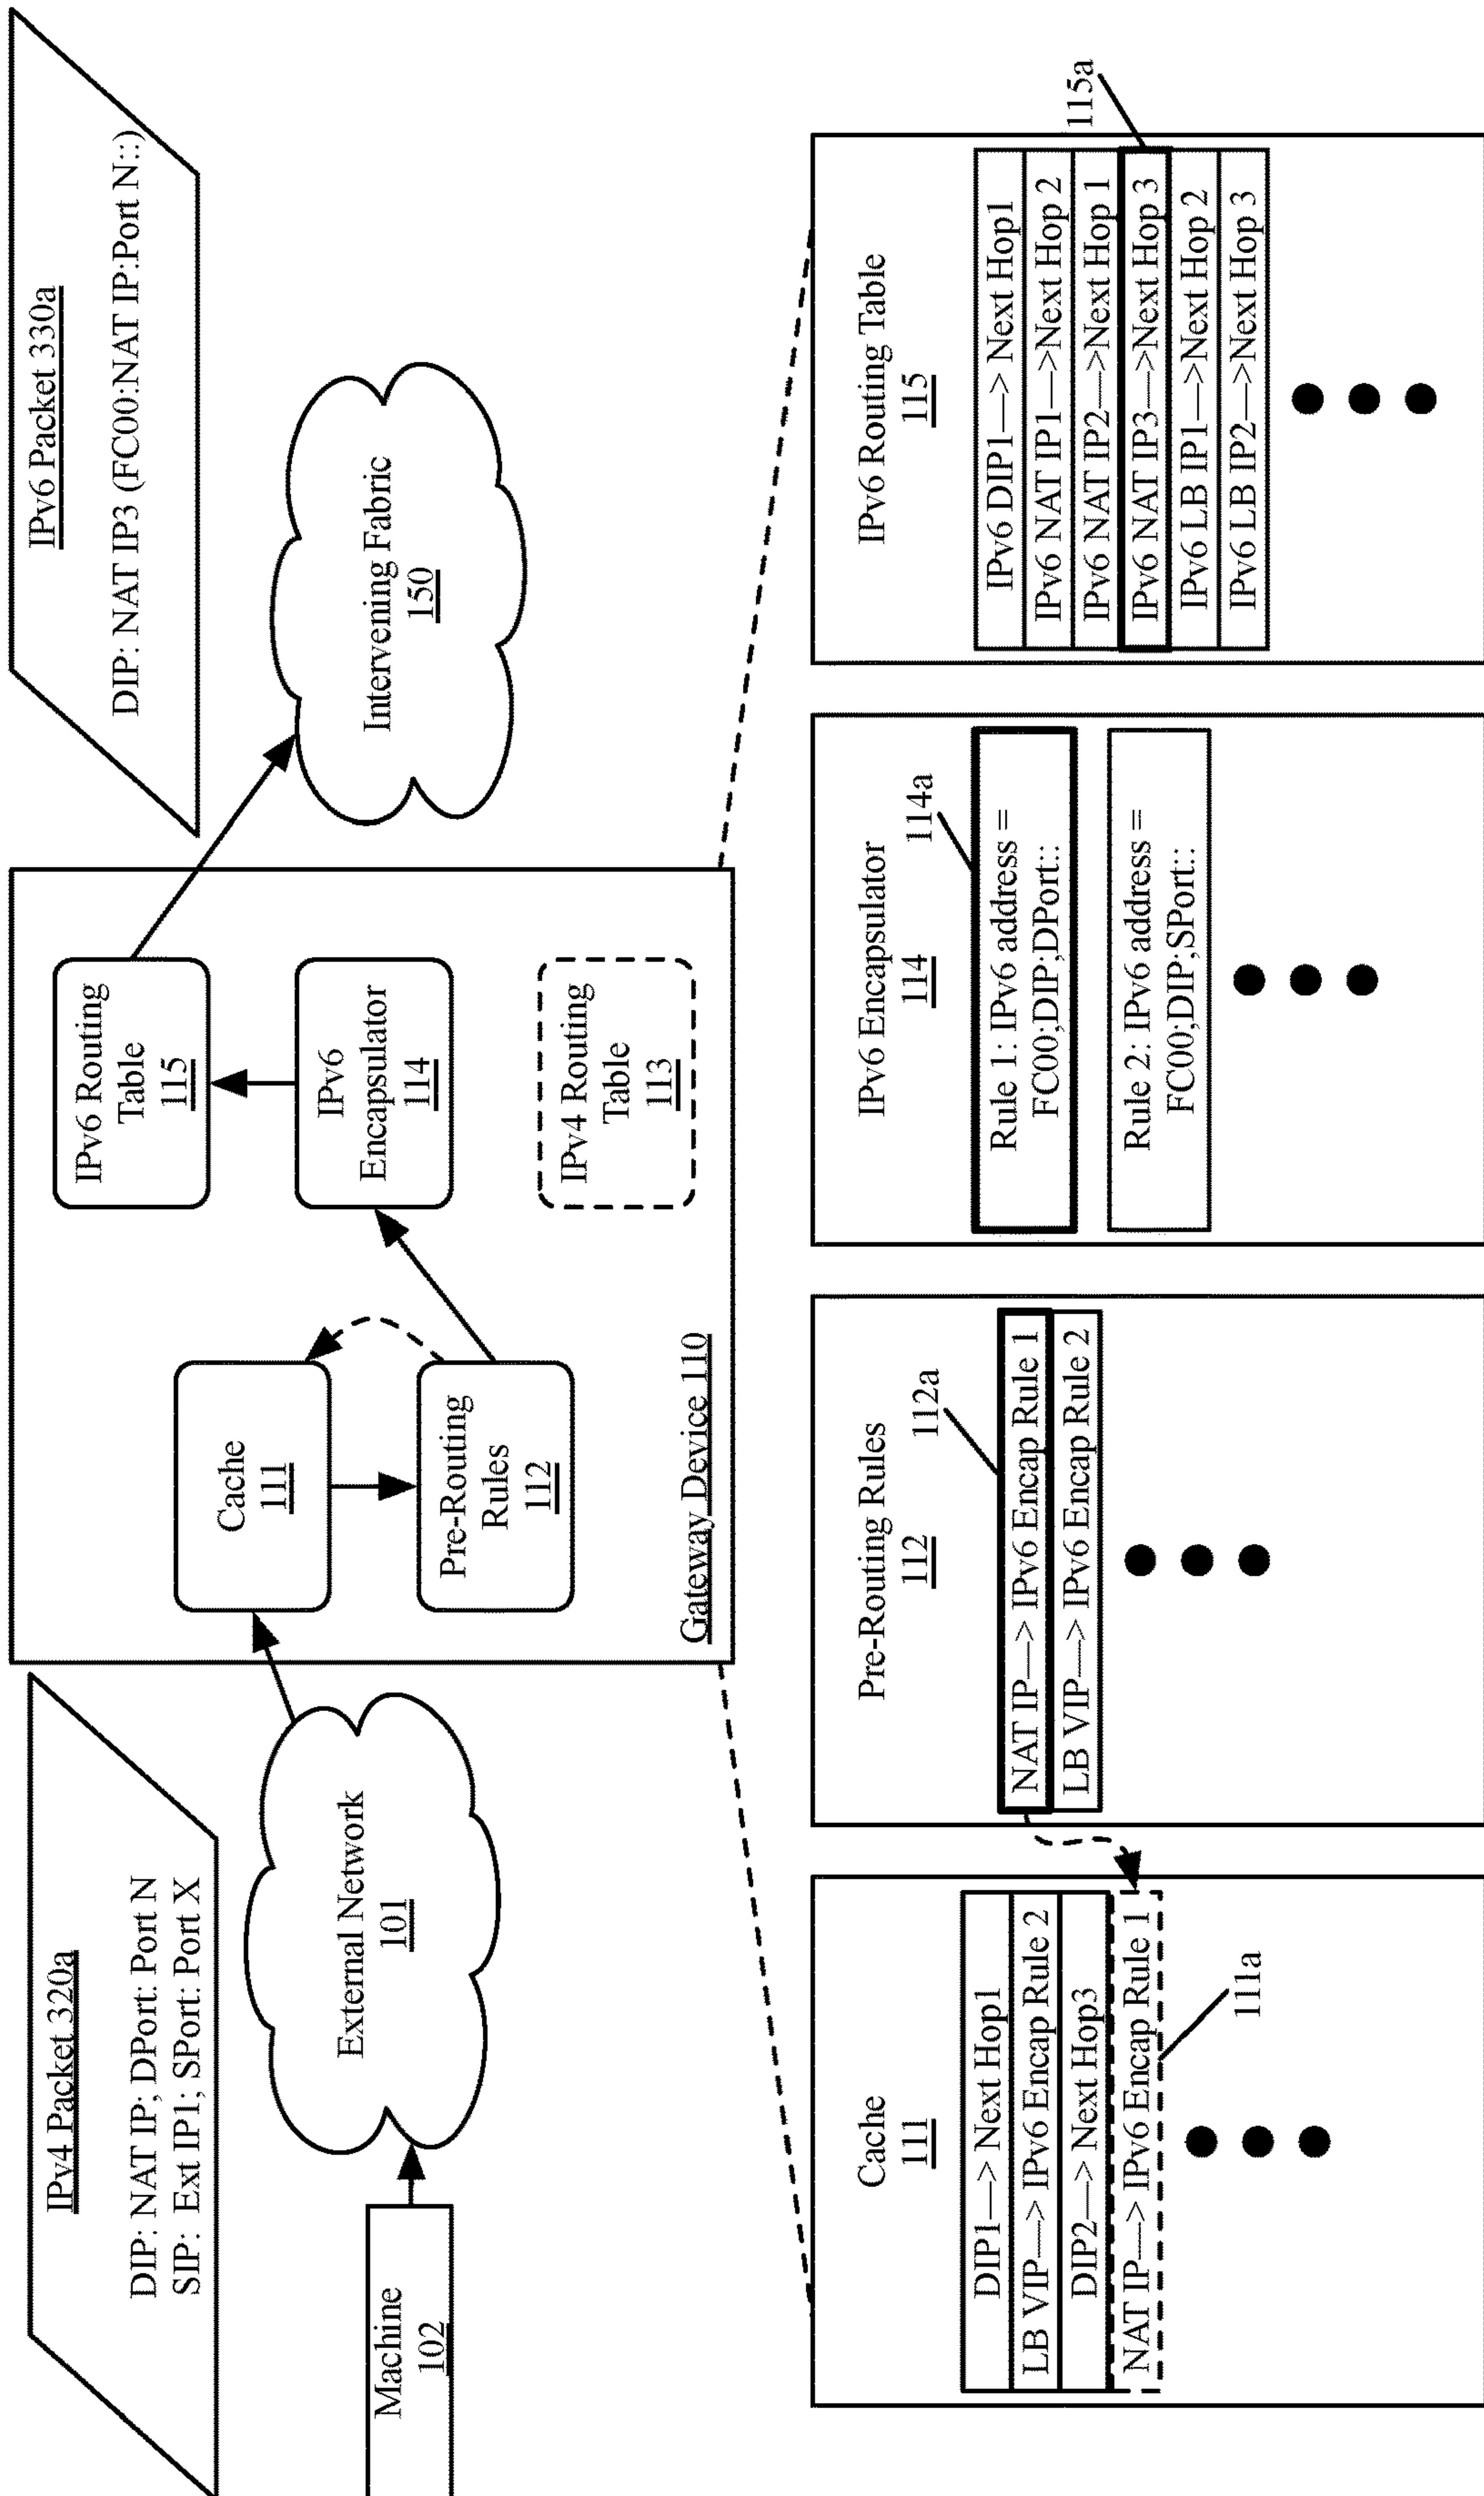 IPv4 Packet 320a
DIP: NAT IP; DPort: Port N
SIP: Ext IP1; SPort: Port X
IPv6 Packet 330a
DIP: NAT IP3 (FC00:NAT IP:Port N::)
Machine
102
External Network
101
Cache
111
Pre-Routing
Rules
112
IPv6 Routing
Table
115
IPv6
Encapsulator
114
IPv4 Routing
Table
113
Gateway Device 110
Intervening Fabric
150
Cache
111
DIP1—> Next Hop1
LB VIP—> IPv6 Encap Rule 2
DIP2—> Next Hop3
NAT IP—> IPv6 Encap Rule 1
111a
Pre-Routing Rules
112
112a
NAT IP—> IPv6 Encap Rule 1
LB VIP—> IPv6 Encap Rule 2
IPv6 Encapsulator
114
114a
Rule 1: IPv6 address =
FC00;DIP;DPort::
Rule 2: IPv6 address =
FC00;DIP;SPort::
IPv6 Routing Table
115
115a
IPv6 DIP1—> Next Hop1
IPv6 NAT IP1—>Next Hop 2
IPv6 NAT IP2—>Next Hop 1
IPv6 NAT IP3—>Next Hop 3
IPv6 LB IP1—>Next Hop 2
IPv6 LB IP2—>Next Hop 3